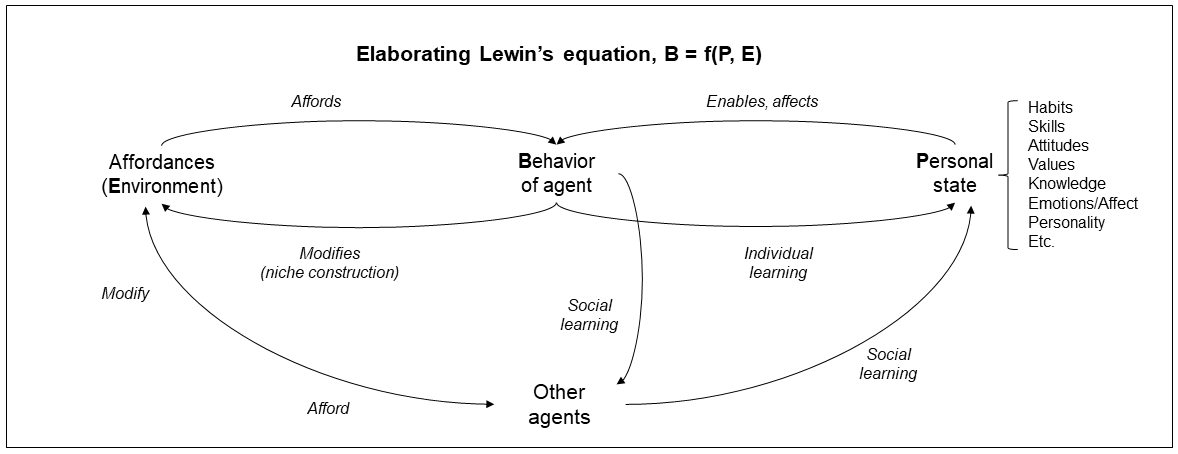 Elaborating Lewin's equation, B = f(P, E)
Affords
Enables, affects
Affordances
(Environment)
Behavior
of agent
Personal
state
Habits
Skills
Attitudes
Values
Knowledge
Emotions/Affect
Personality
Etc.
Modifies
(niche construction)
Individual
learning
Modify
Social
learning
Social
learning
Afford
Other
agents